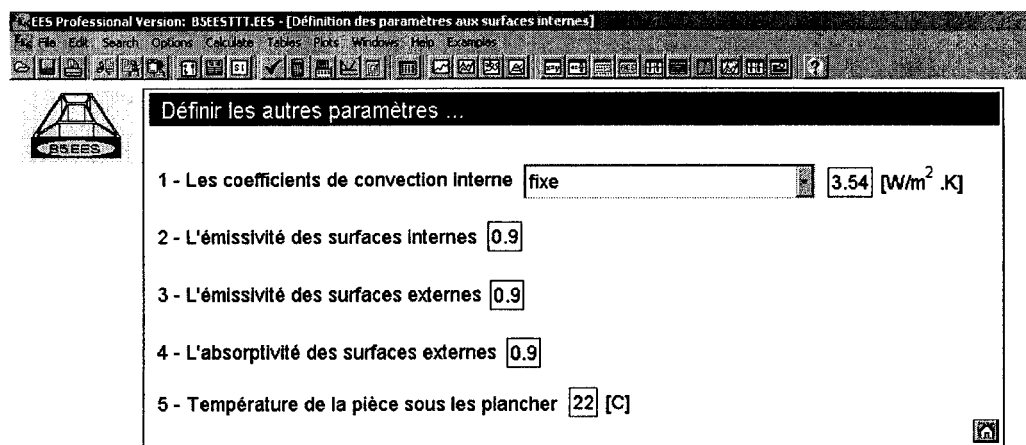 EES Professional Version: B5EESTTT.EES - [Définition des paramètres aux surfaces internes]
File Edit Search Options Calculate Tables Plots Windows Help Examples
B5EES
Définir les autres paramètres ...
1 - Les coefficients de convection interne fixe 3.54 [W/m² .K]
2 - L'émissivité des surfaces internes 0.9
3 - L'émissivité des surfaces externes 0.9
4 - L'absorptivité des surfaces externes 0.9
5 - Température de la pièce sous les plancher 22 [C]